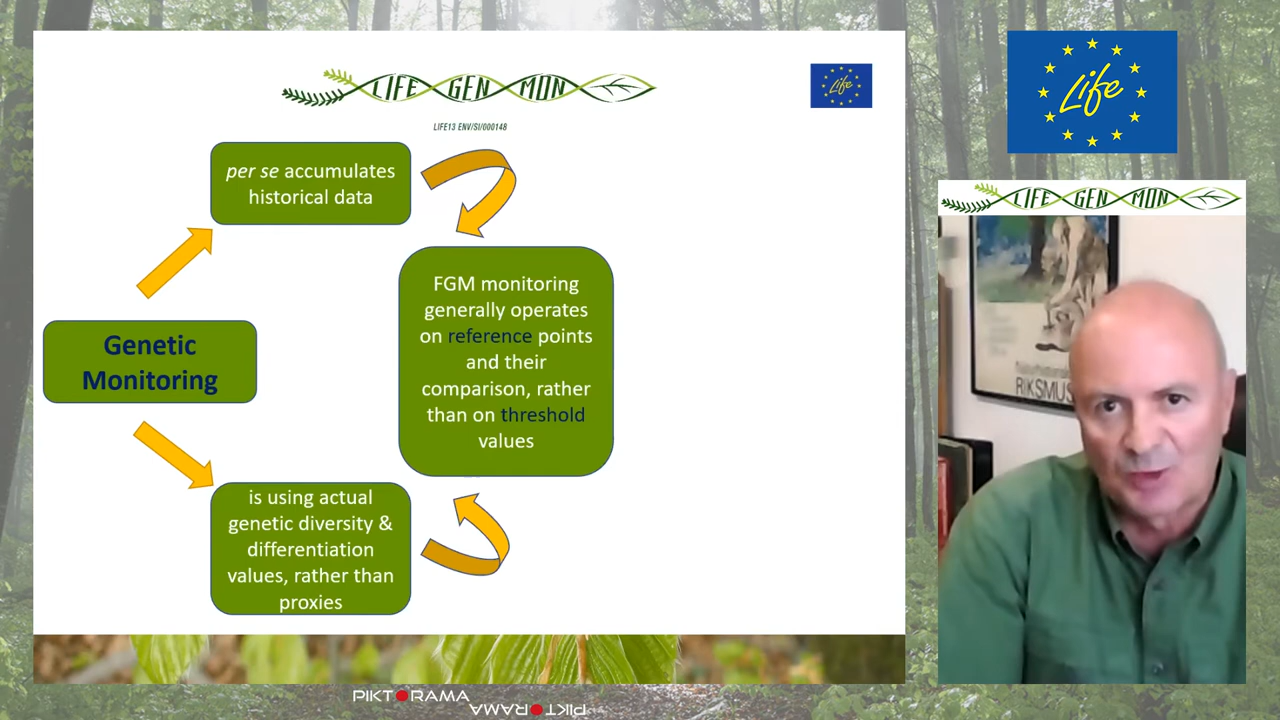 LIFE GEN MON
LIFE13 ENV/SI/000148
Life
per se accumulates
historical data
Genetic
Monitoring
FGM monitoring
generally operates
on reference points
and their
comparison, rather
than on threshold
values
is using actual
genetic diversity &
differentiation
values, rather than
proxies
Life
LIFE GEN MON
RIKSMUS
PIKTORAMA
PIKTORAMA